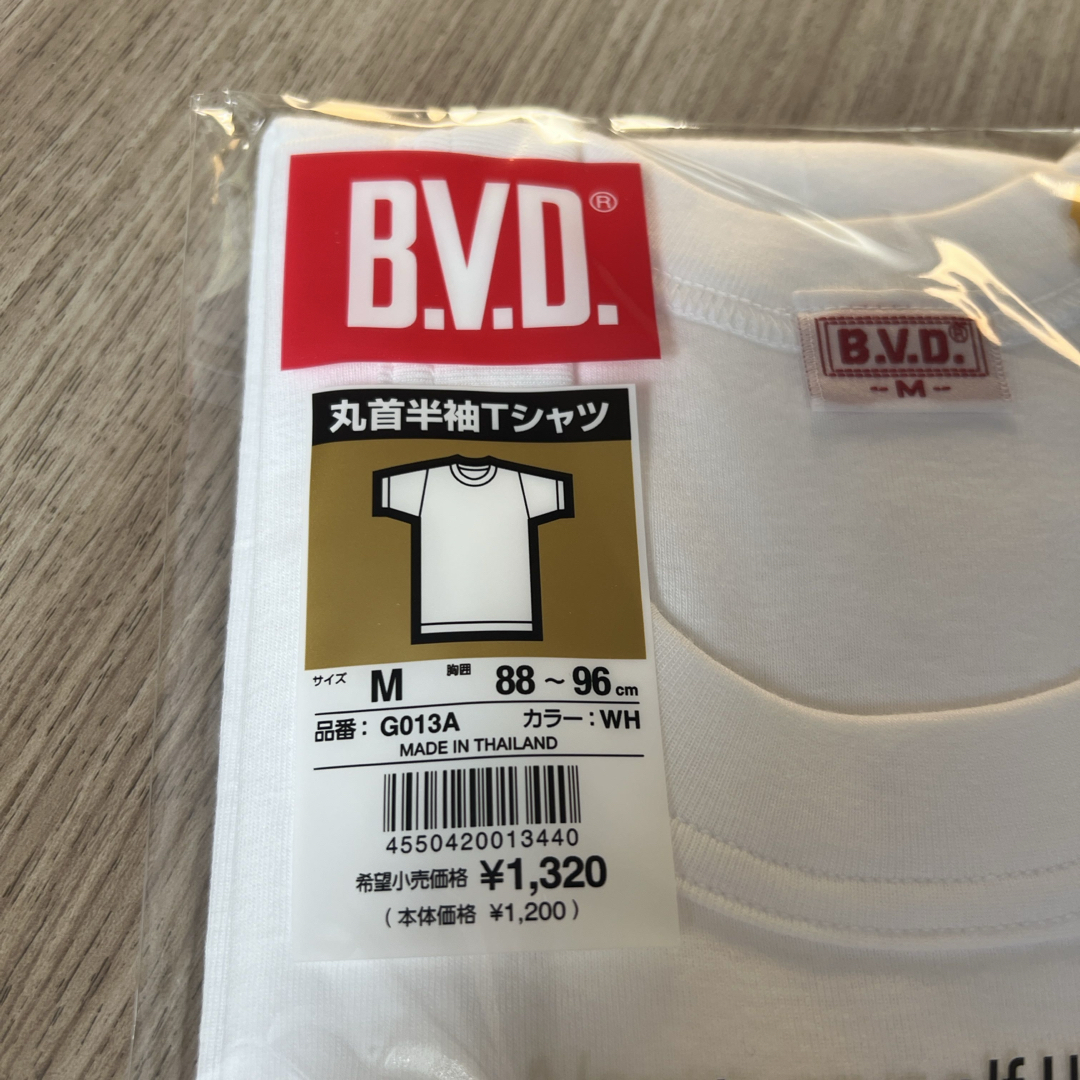 B.V.D.®
B.V.D.®
-M-
丸首半袖Tシャツ
サイズ M 胸囲 88~96cm
品番：G013A カラー：WH
MADE IN THAILAND
4550420013440
希望小売価格 ¥1,320
(本体価格 ¥1,200)